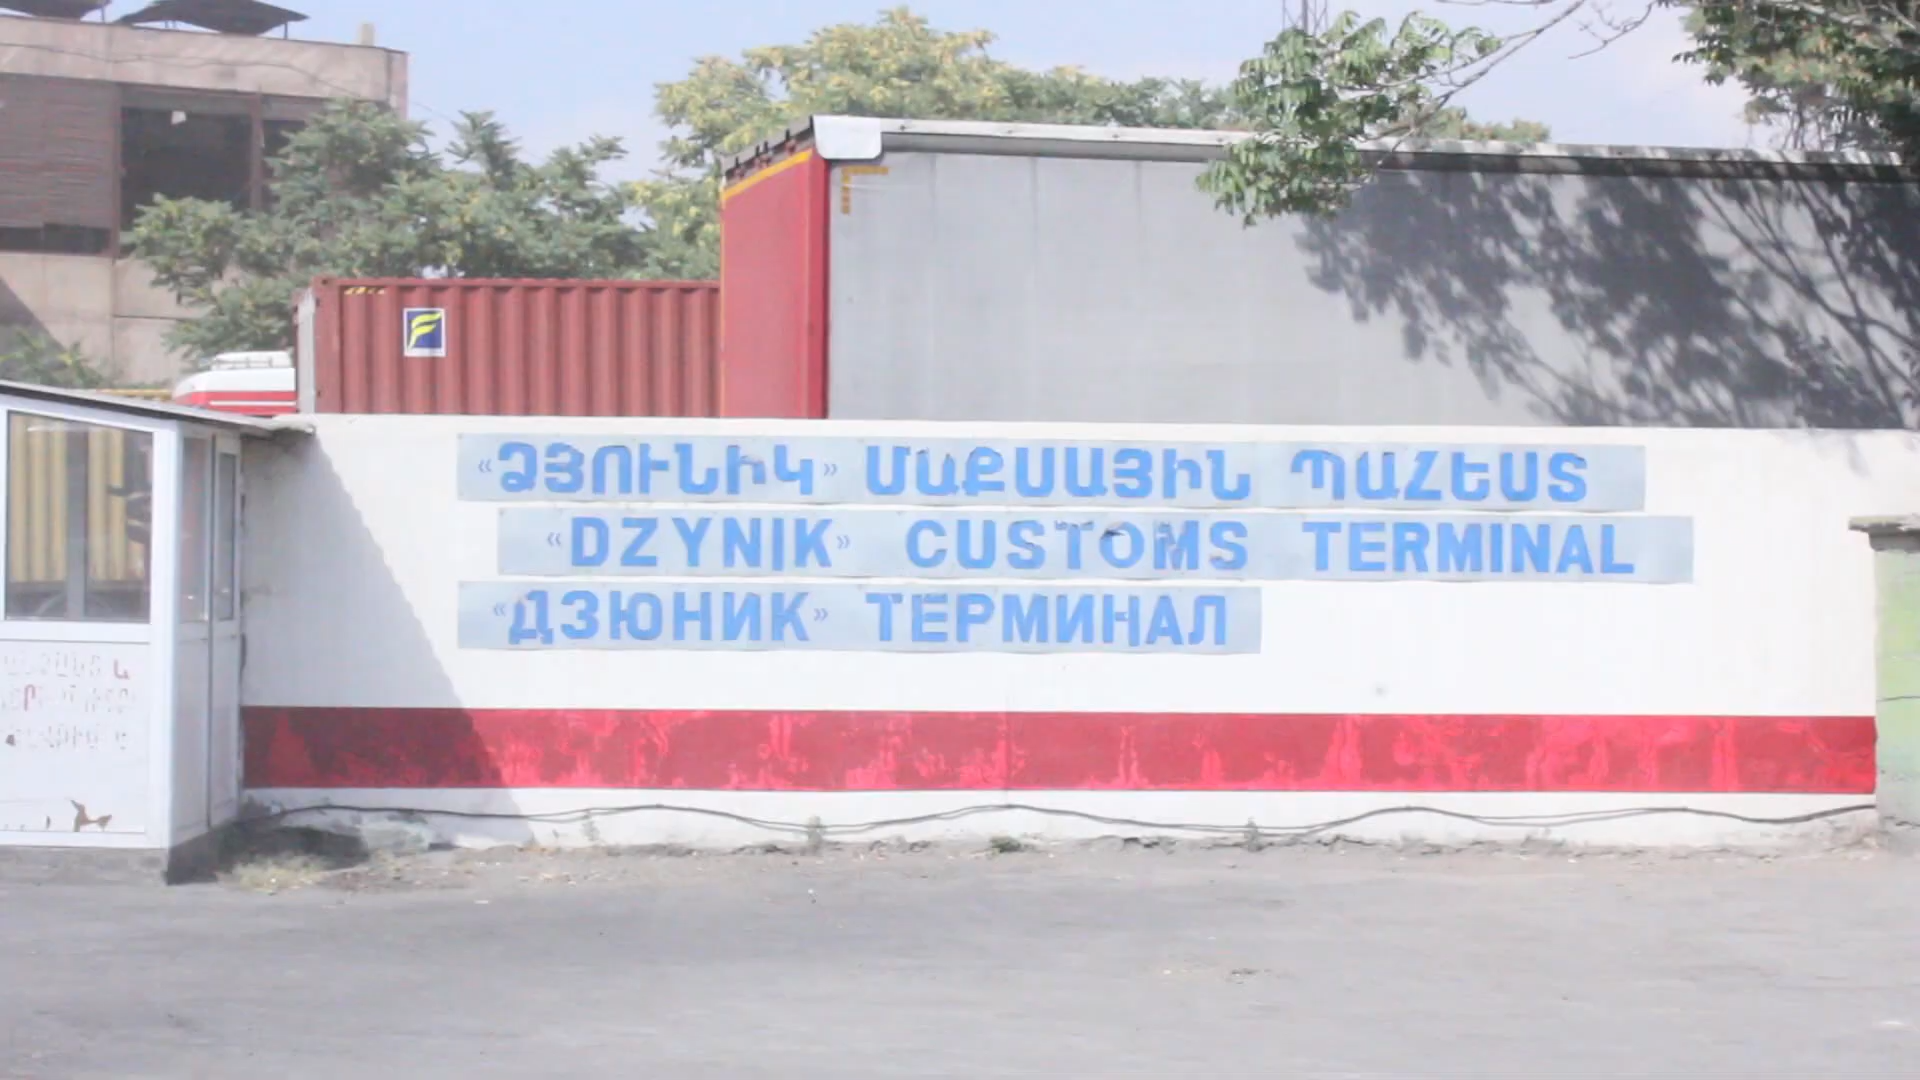 «ՁՅՈՒՆԻԿ» ՄԱՔՍԱՅԻՆ ՊԱՀԵՍՏ
«DZYNIK» CUSTOMS TERMINAL
«ДЗЮНИК» ТЕРМИНАЛ